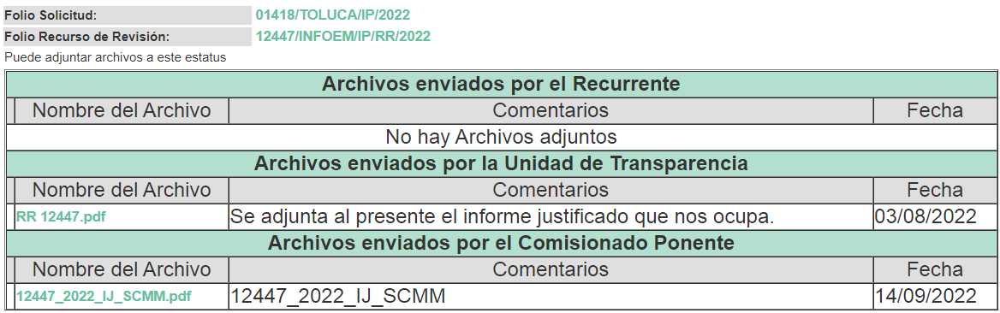 Folio Solicitud: 01418/TOLUCA/IP/2022
Folio Recurso de Revisión: 12447/INFOEM/IP/RR/2022
Puede adjuntar archivos a este estatus
Archivos enviados por el Recurrente
Nombre del Archivo Comentarios Fecha
No hay Archivos adjuntos
Archivos enviados por la Unidad de Transparencia
Nombre del Archivo Comentarios Fecha
RR 12447.pdf Se adjunta al presente el informe justificado que nos ocupa. 03/08/2022
Archivos enviados por el Comisionado Ponente
Nombre del Archivo Comentarios Fecha
12447_2022_IJ_SCMM.pdf 12447_2022_IJ_SCMM 14/09/2022